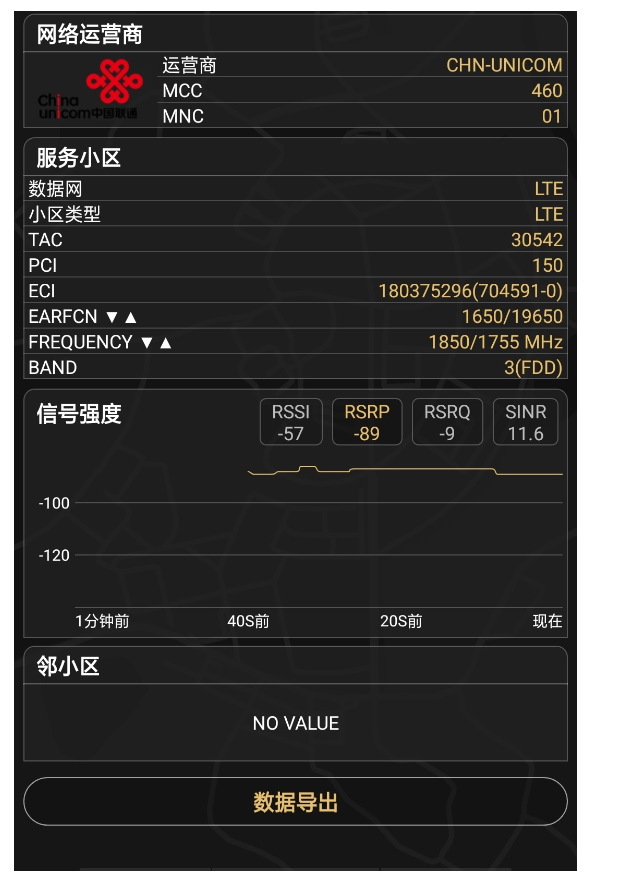 网络运营商
China
unicom中国联通
运营商 CHN-UNICOM
MCC 460
MNC 01
服务小区
数据网 LTE
小区类型 LTE
TAC 30542
PCI 150
ECI 180375296(704591-0)
EARFCN ▼▲ 1650/19650
FREQUENCY ▼▲ 1850/1755 MHz
BAND 3(FDD)
信号强度
RSSI RSRP RSRQ SINR
-57 -89 -9 11.6
-100
-120
1分钟前 40S前 20S前 现在
邻小区
NO VALUE
数据导出